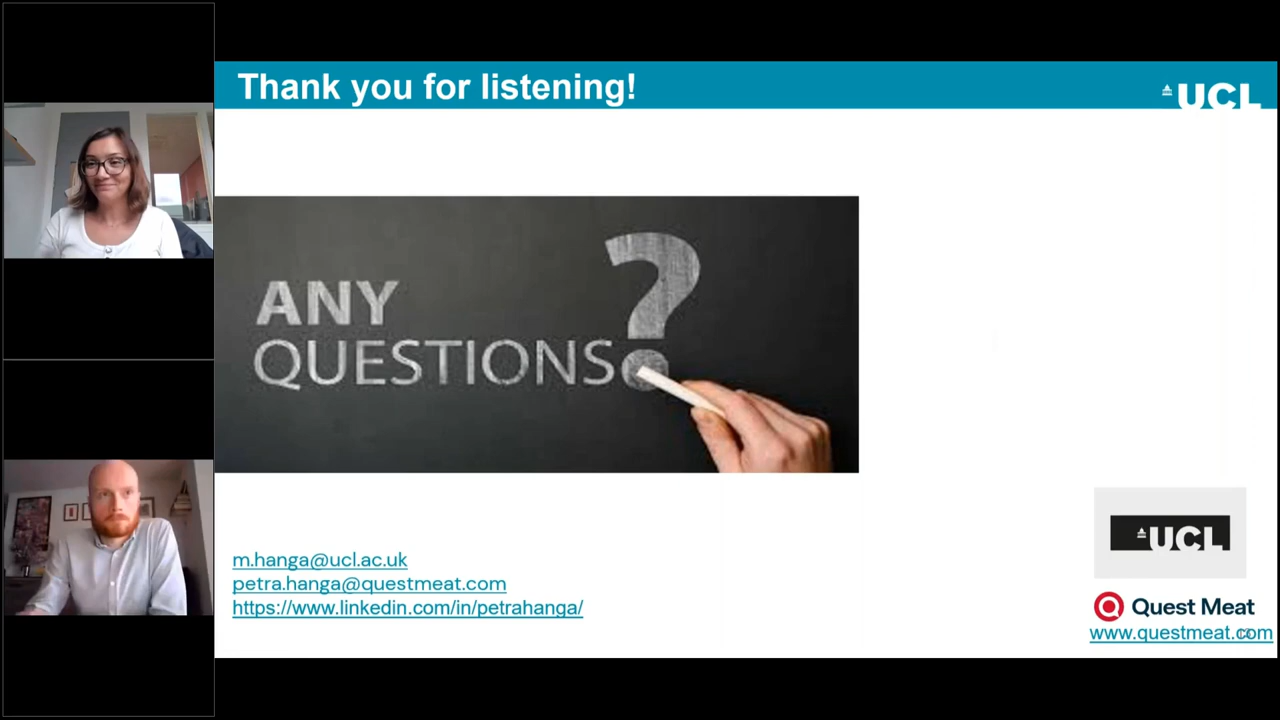 Thank you for listening!
UCL
ANY
QUESTIONS?
m.hanga@ucl.ac.uk
petra.hanga@questmeat.com
https://www.linkedin.com/in/petrahanga/
UCL
Quest Meat
www.questmeat.com